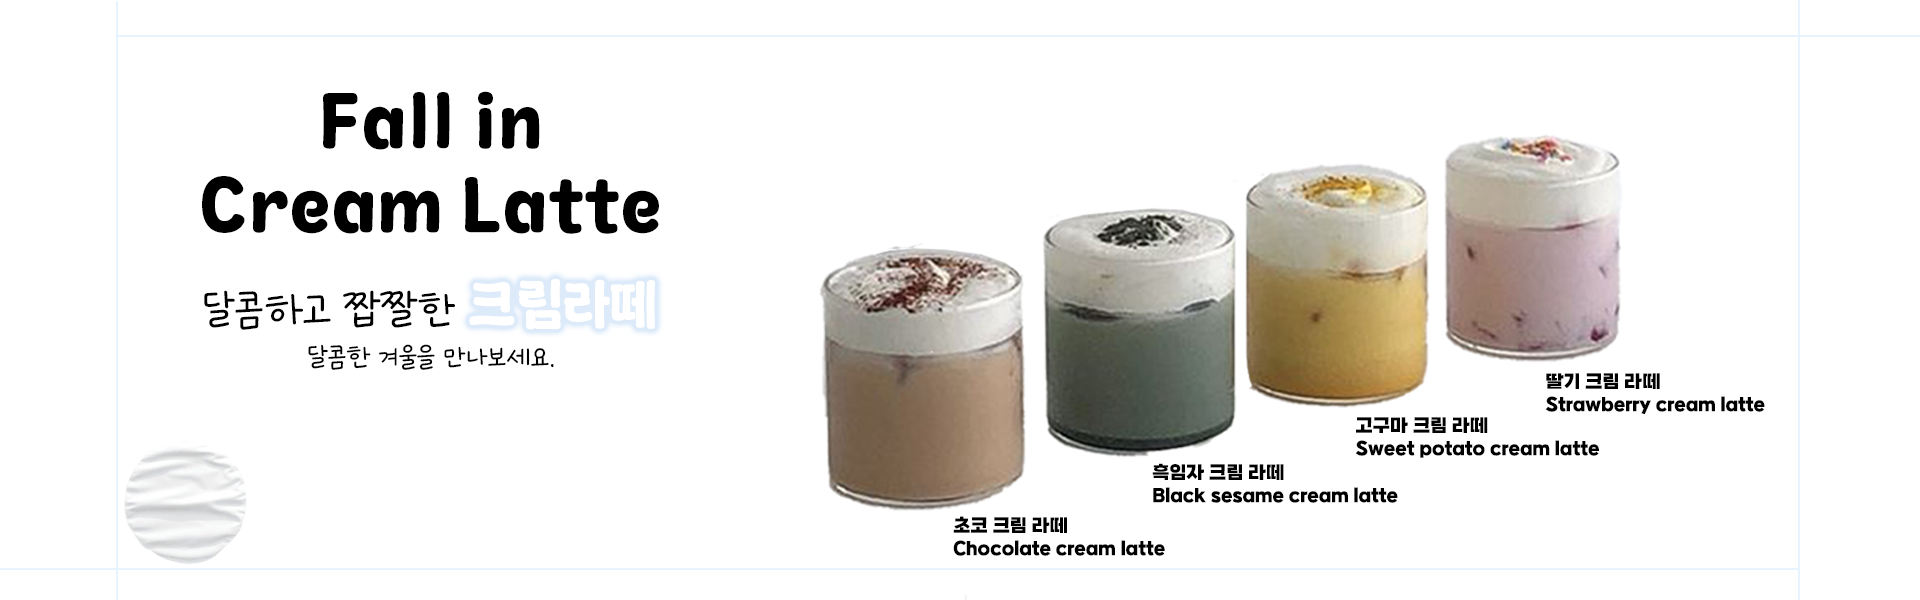 Fall in
Cream Latte
달콤하고 짭짤한 크림라떼
달콤한 겨울을 만나보세요.
딸기 크림 라떼
Strawberry cream latte
고구마 크림 라떼
Sweet potato cream latte
흑임자 크림 라떼
Black sesame cream latte
초코 크림 라떼
Chocolate cream latte